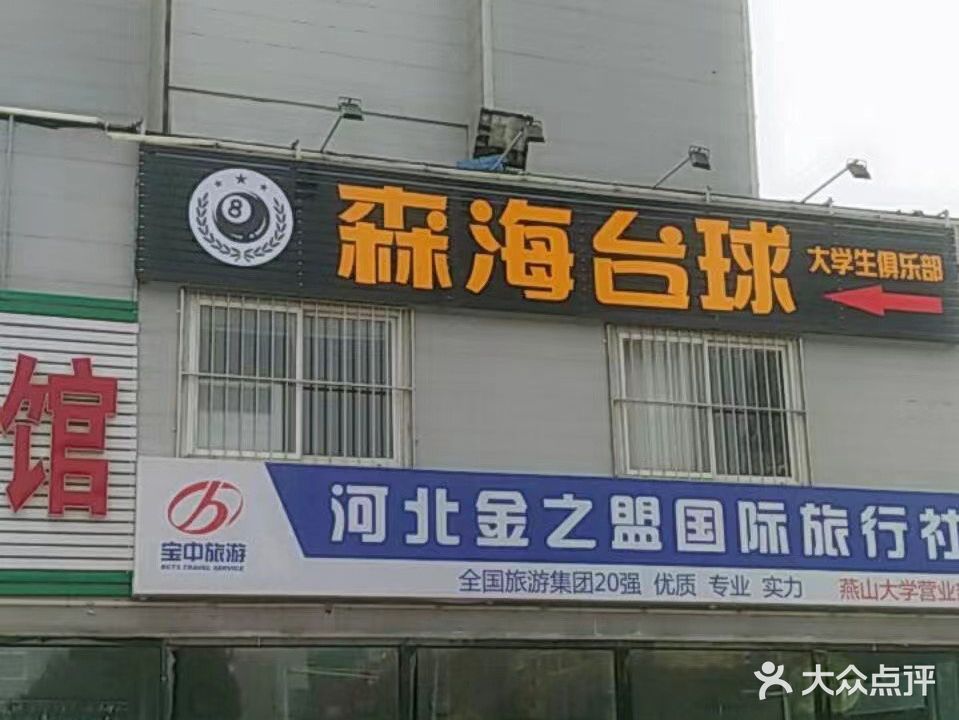 8
森海台球
大学生俱乐部
馆
宝中旅游
BCTS TRAVEL SERVICE
河北金之盟国际旅行社
全国旅游集团20强 优质 专业 实力
燕山大学营业
大众点评